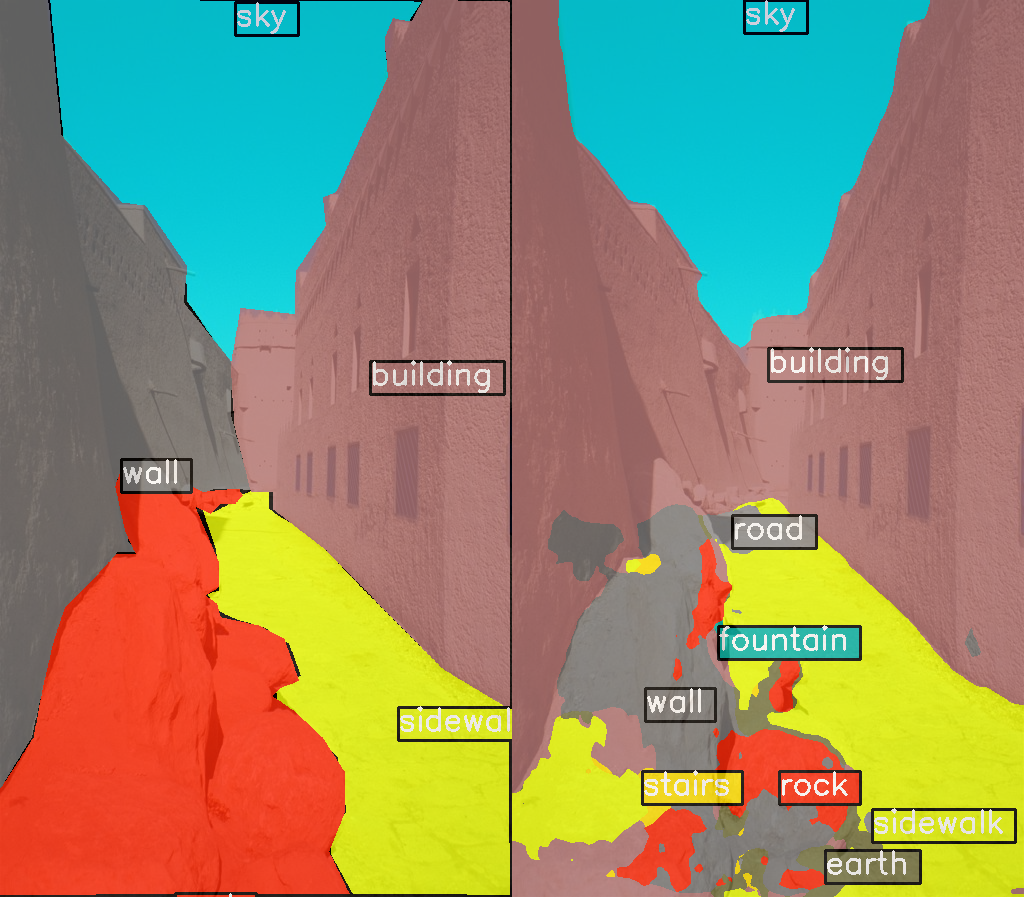 sky
sky
building
building
wall
road
fountain
wall
sidewal
stairs
rock
sidewalk
earth